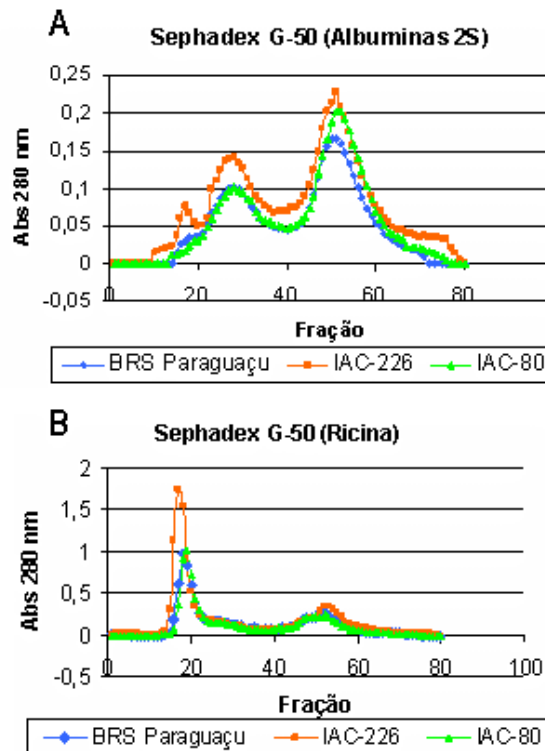 A
Sephadex G-50 (Albuminas 2S)
Abs 280 nm
0,25
0,2
0,15
0,1
0,05
0
-0,05
0 20 40 60 80
Fração
BRS Paraguaçu IAC-226 IAC-80
B
Sephadex G-50 (Ricina)
Abs 280 nm
2
1,5
1
0,5
0
-0,5
0 20 40 60 80 100
Fração
BRS Paraguaçu IAC-226 IAC-80